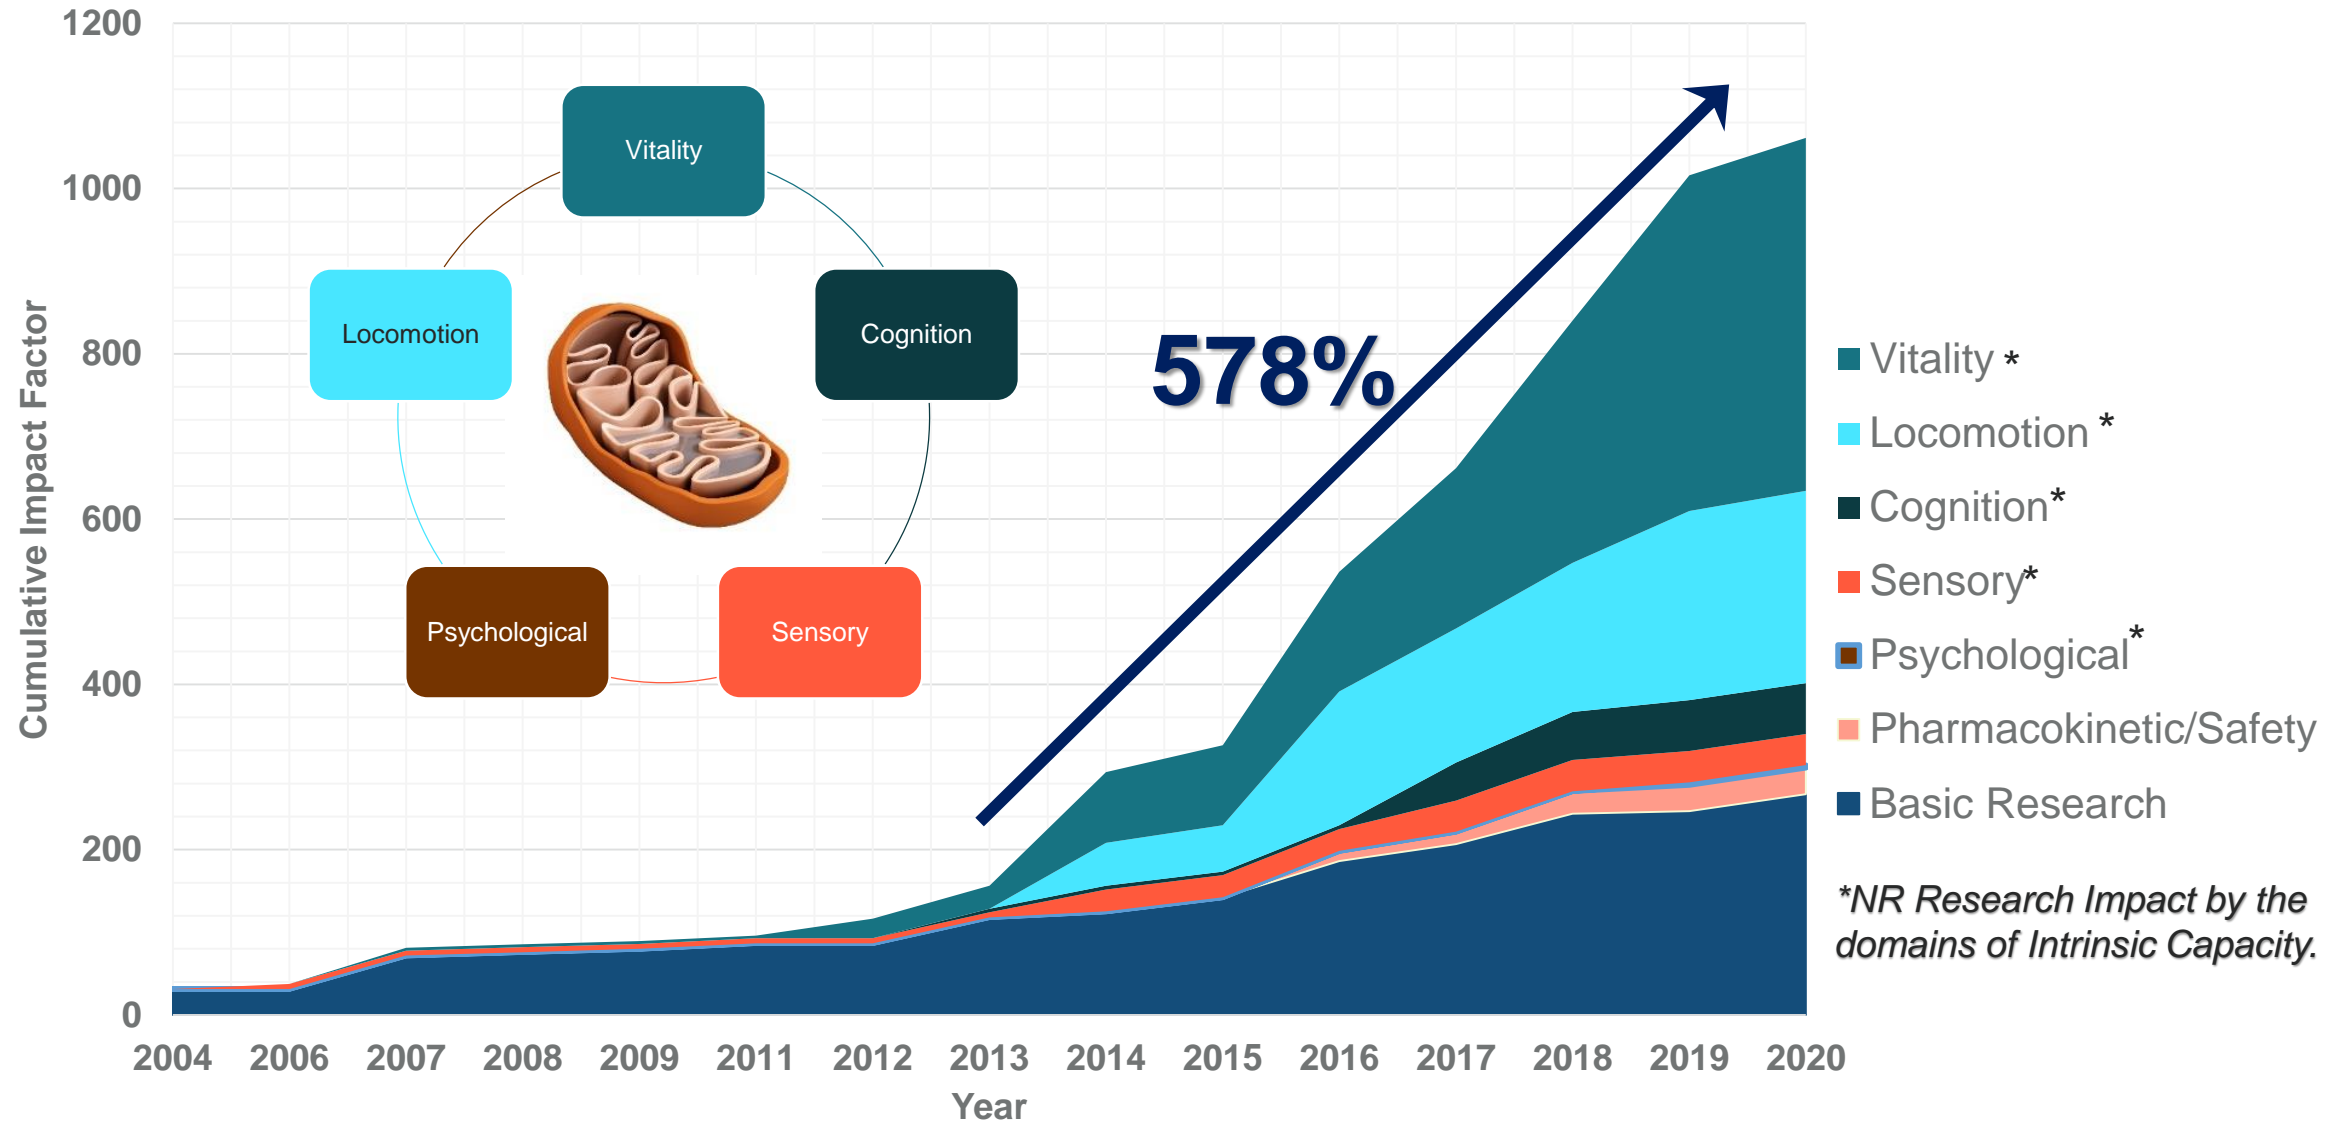 1200
1000
800
600
400
200
0
Cumulative Impact Factor
Vitality
Locomotion
Cognition
Psychological
Sensory
578%
Vitality *
Locomotion *
Cognition*
Sensory*
Psychological*
Pharmacokinetic/Safety
Basic Research
*NR Research Impact by the
domains of Intrinsic Capacity.
2004 2006 2007 2008 2009 2011 2012 2013 2014 2015 2016 2017 2018 2019 2020
Year